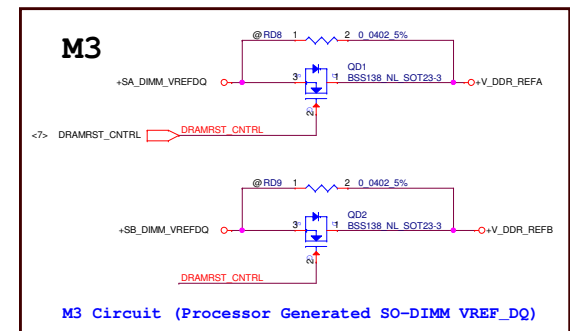 M3
@RD8 1 2 0_0402_5%
QD1
+SA_DIMM_VREFDQ 3 1 BSS138_NL_SOT23-3 +V_DDR_REFA
2
<7> DRAMRST_CNTRL DRAMRST_CNTRL
@RD9 1 2 0_0402_5%
QD2
+SB_DIMM_VREFDQ 3 1 BSS138_NL_SOT23-3 +V_DDR_REFB
2
DRAMRST_CNTRL
M3 Circuit (Processor Generated SO-DIMM VREF_DQ)